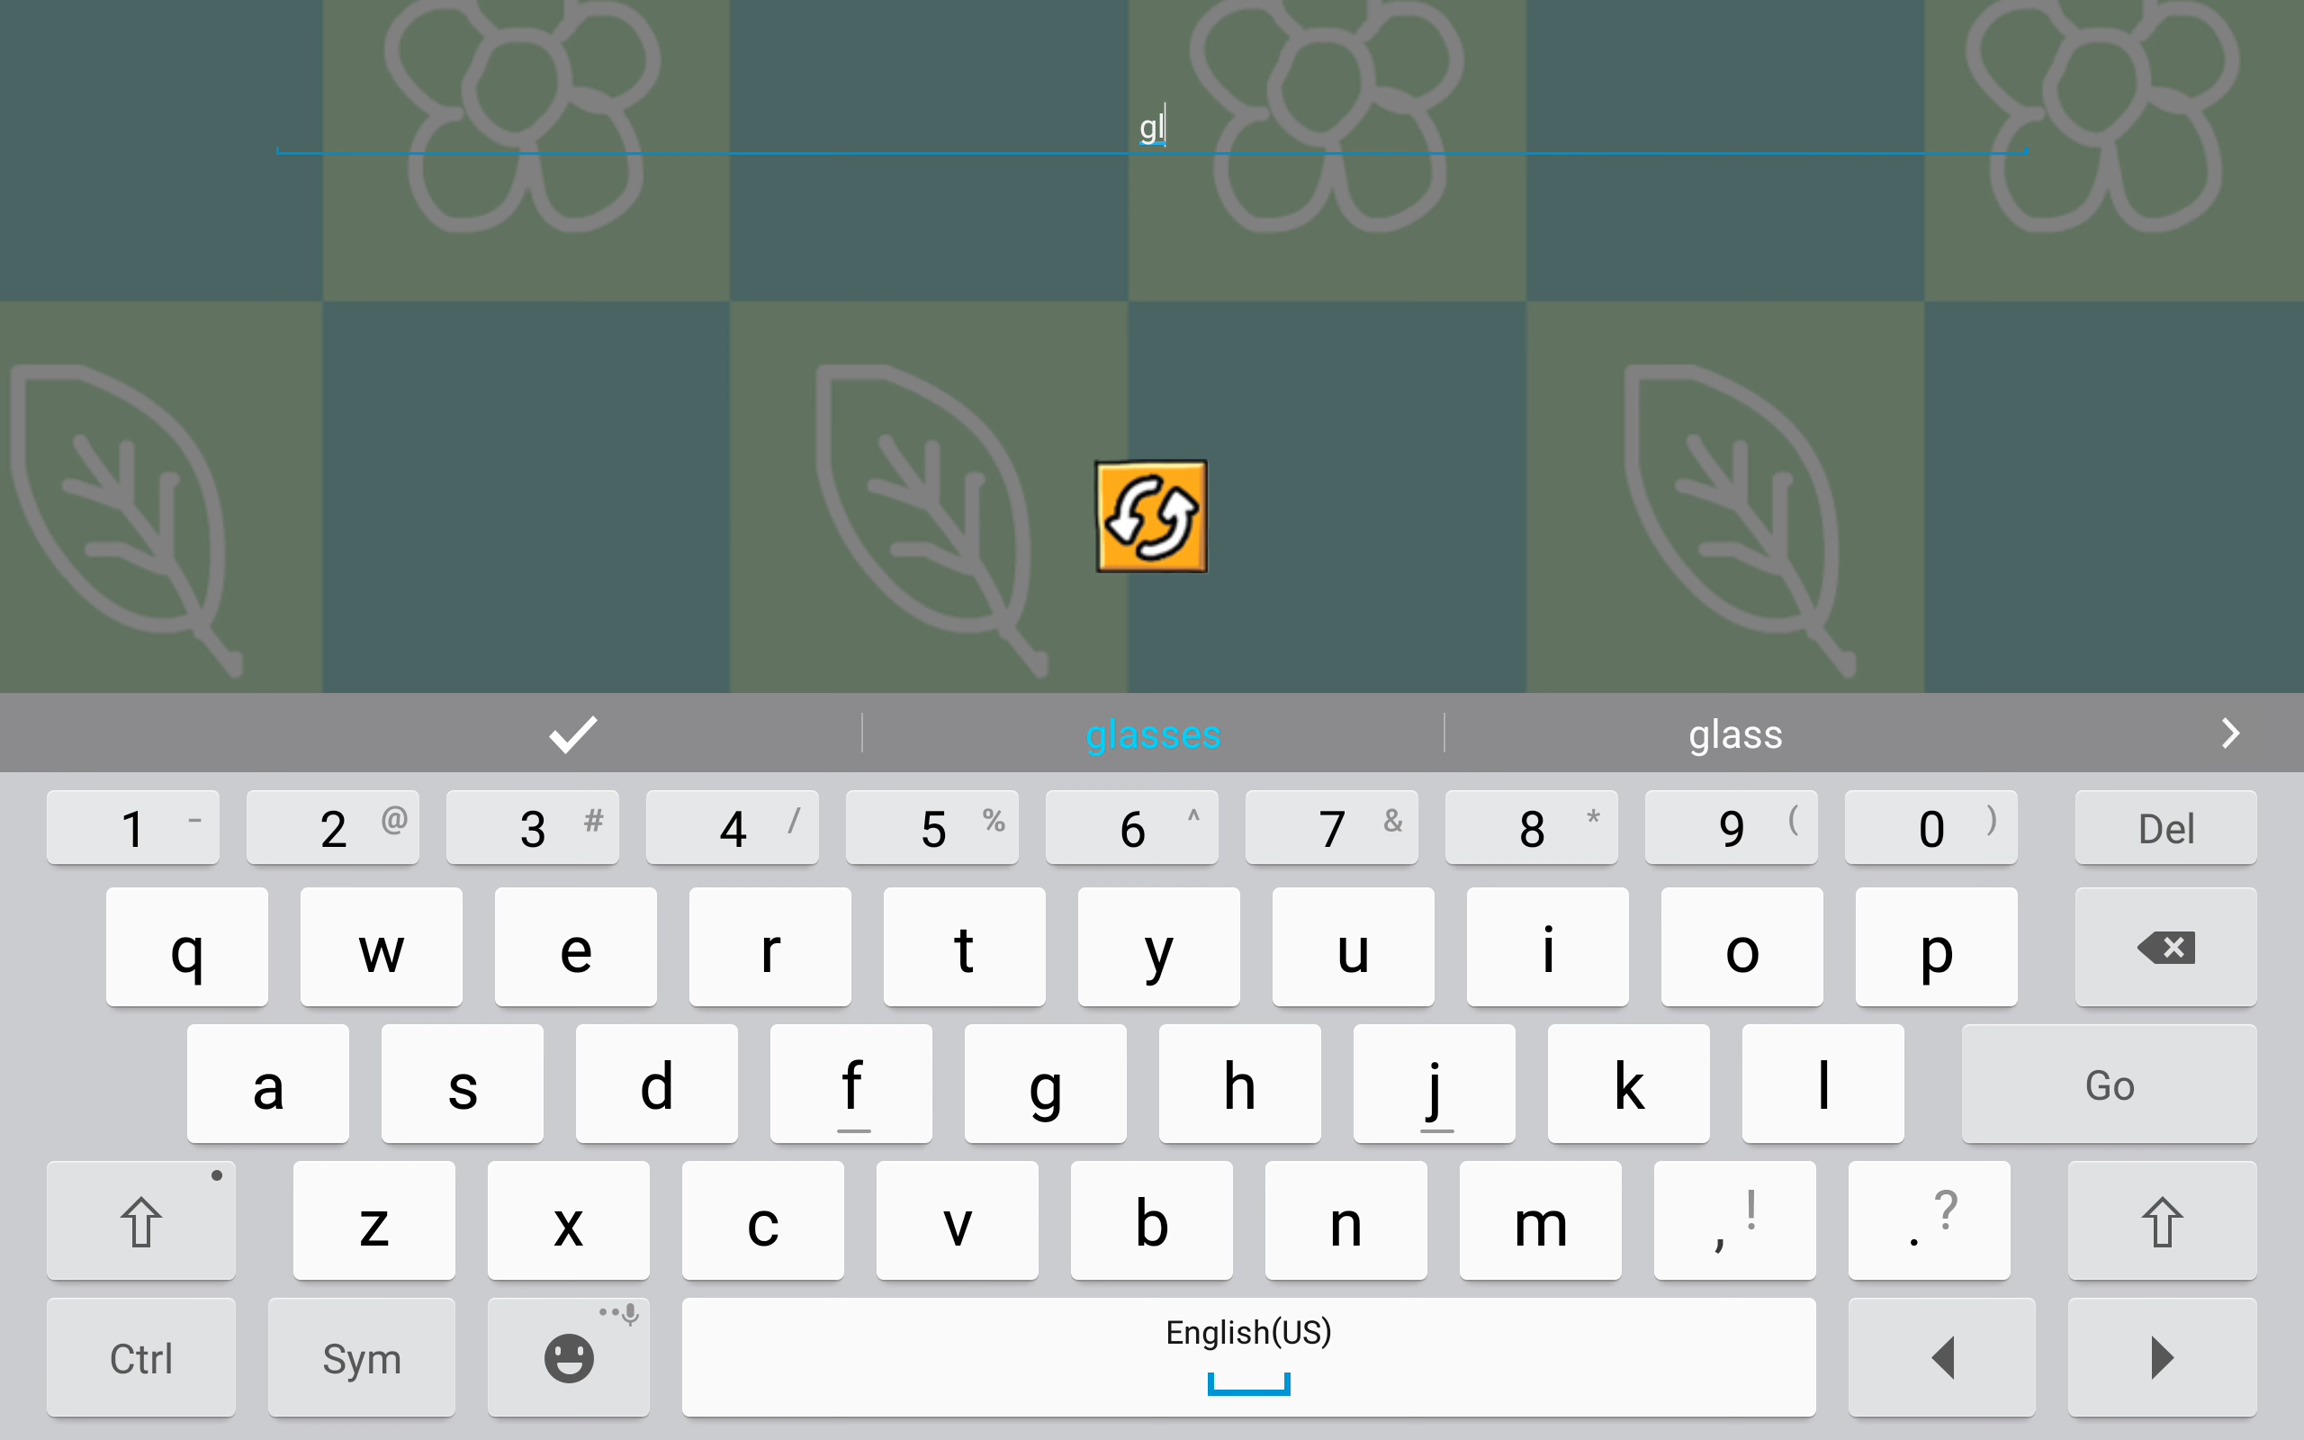 gl
glasses glass
1 - 2 @ 3 # 4 / 5 % 6 ^ 7 & 8 * 9 ( 0 ) Del
q w e r t y u i o p
a s d f g h j k l Go
z x c v b n m , ! . ?
Ctrl Sym English(US)